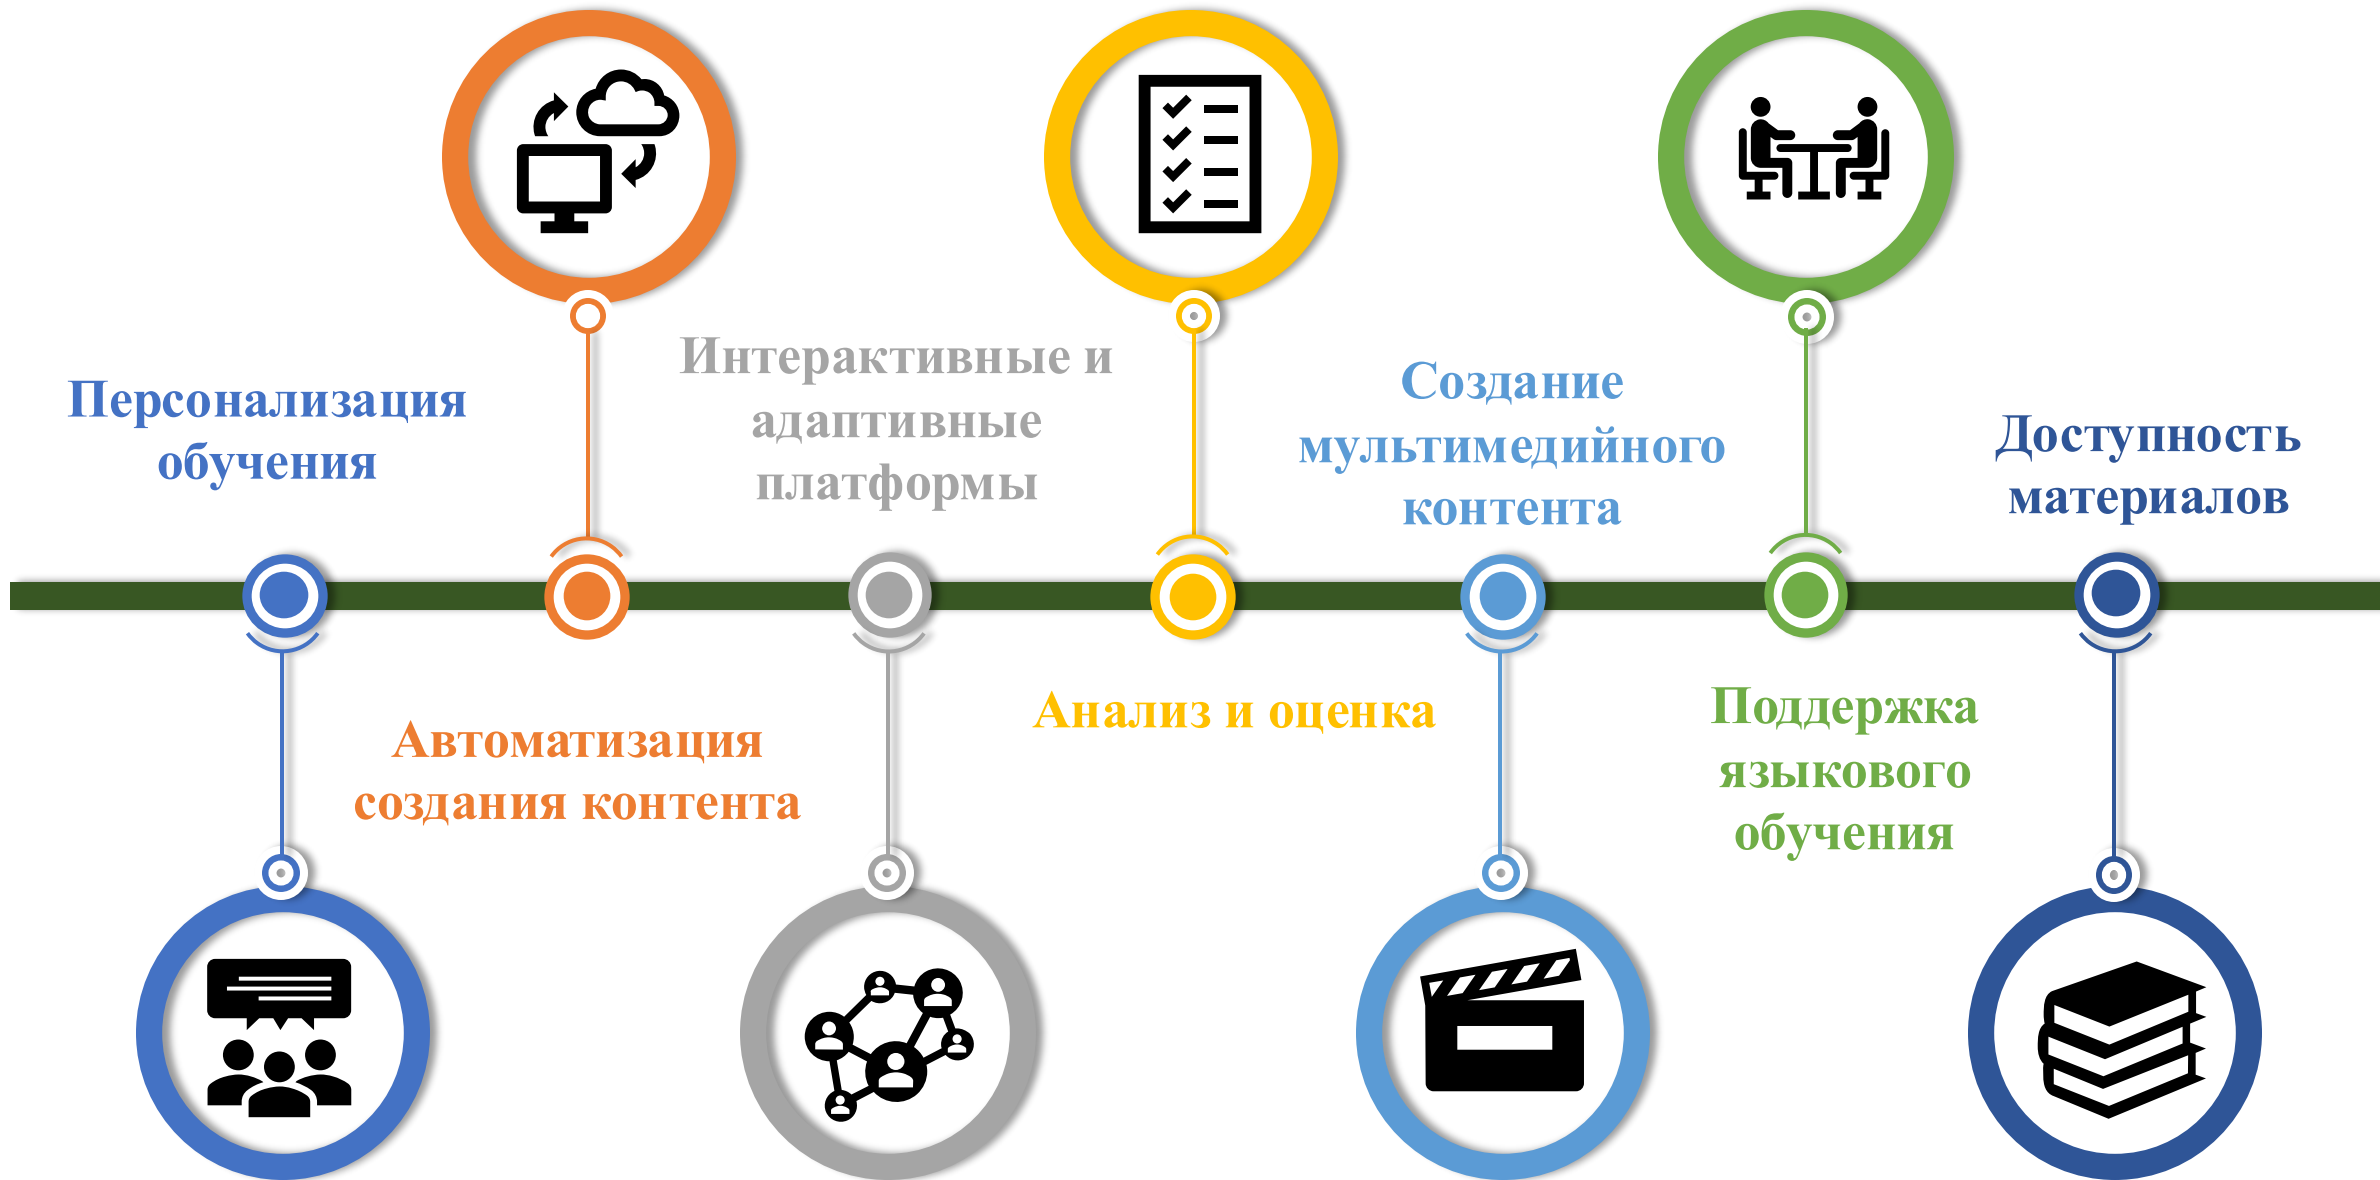 Персонализация
обучения
Автоматизация
создания контента
Интерактивные и
адаптивные
платформы
Анализ и оценка
Создание
мультимедийного
контента
Поддержка
языкового
обучения
Доступность
материалов